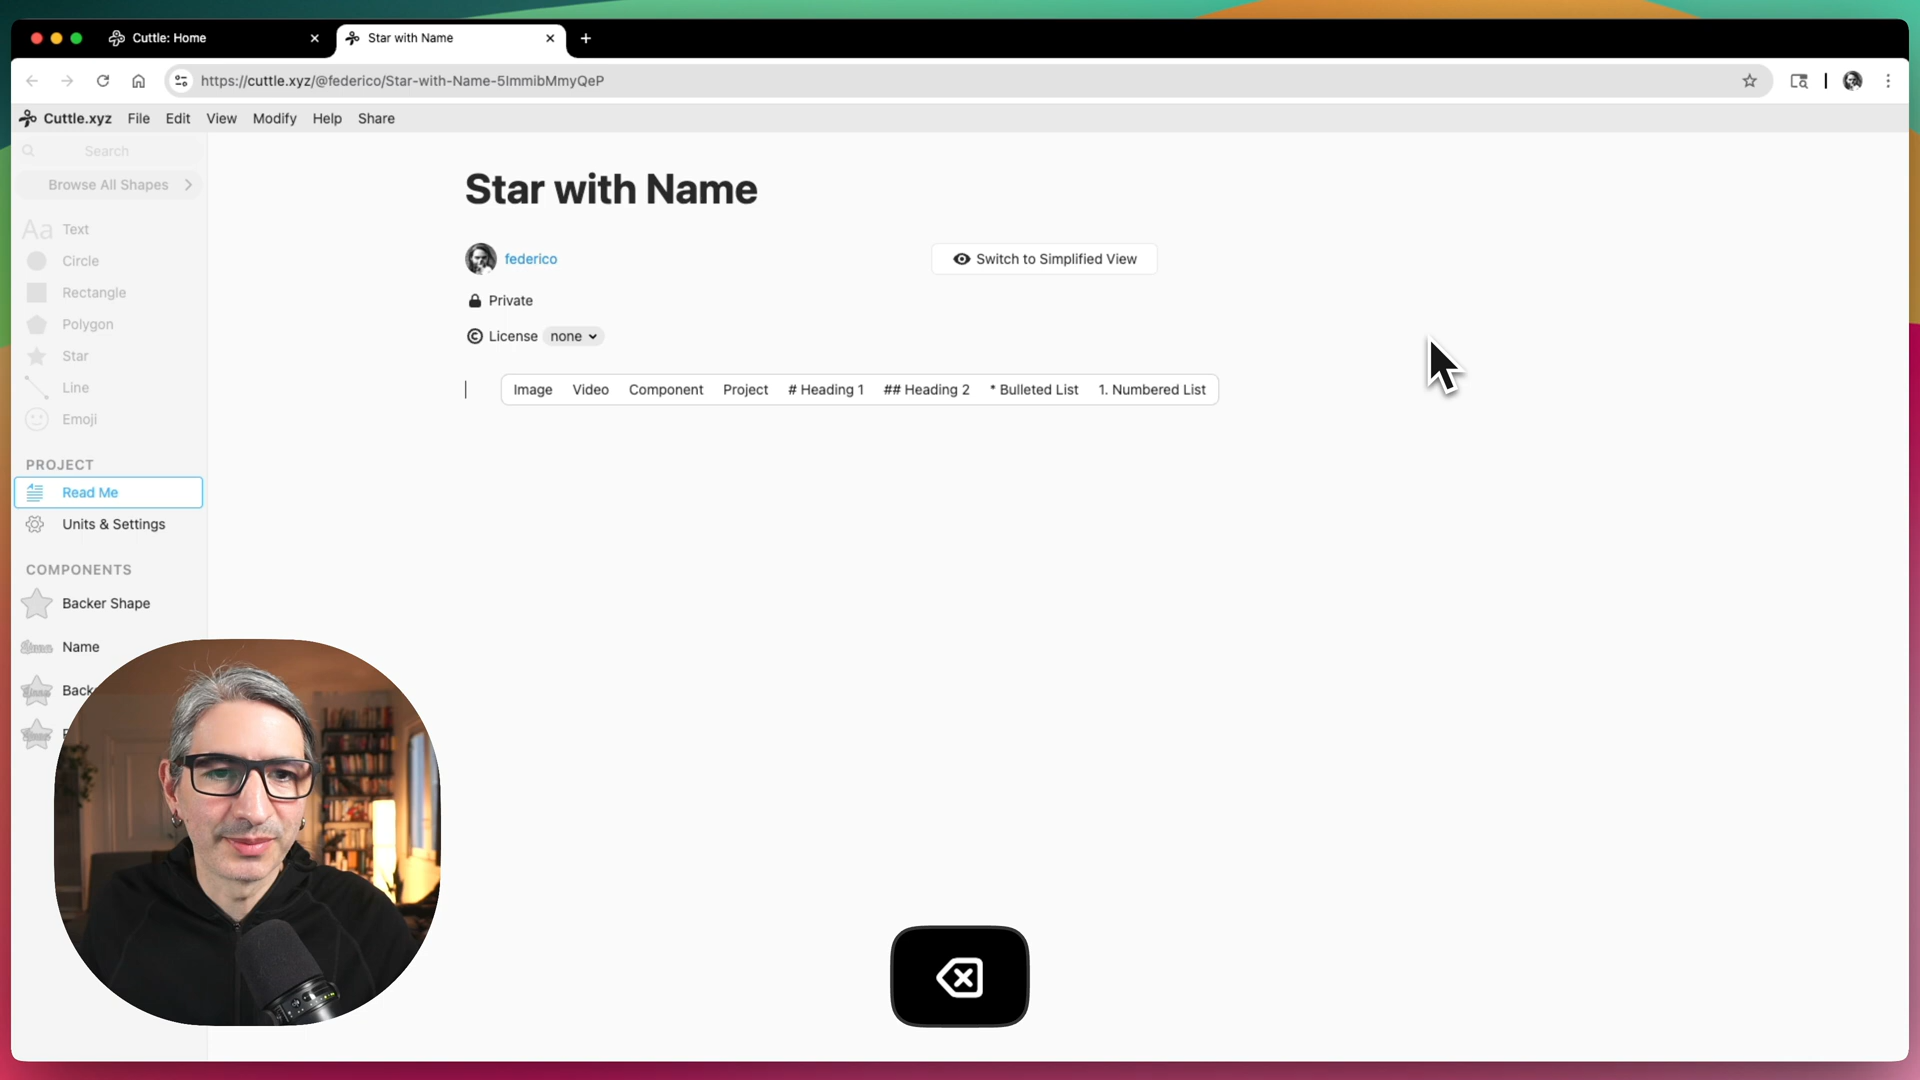 Cuttle: Home
Star with Name
https://cuttle.xyz/@federico/Star-with-Name-5ImmibMmyQeP
Cuttle.xyz File Edit View Modify Help Share
Search
Browse All Shapes
Aa Text
Circle
Rectangle
Polygon
Star
Line
Emoji
PROJECT
Read Me
Units & Settings
COMPONENTS
Backer Shape
Name
Back
Star with Name
federico
Switch to Simplified View
Private
License none
Image Video Component Project # Heading 1 ## Heading 2 * Bulleted List 1. Numbered List